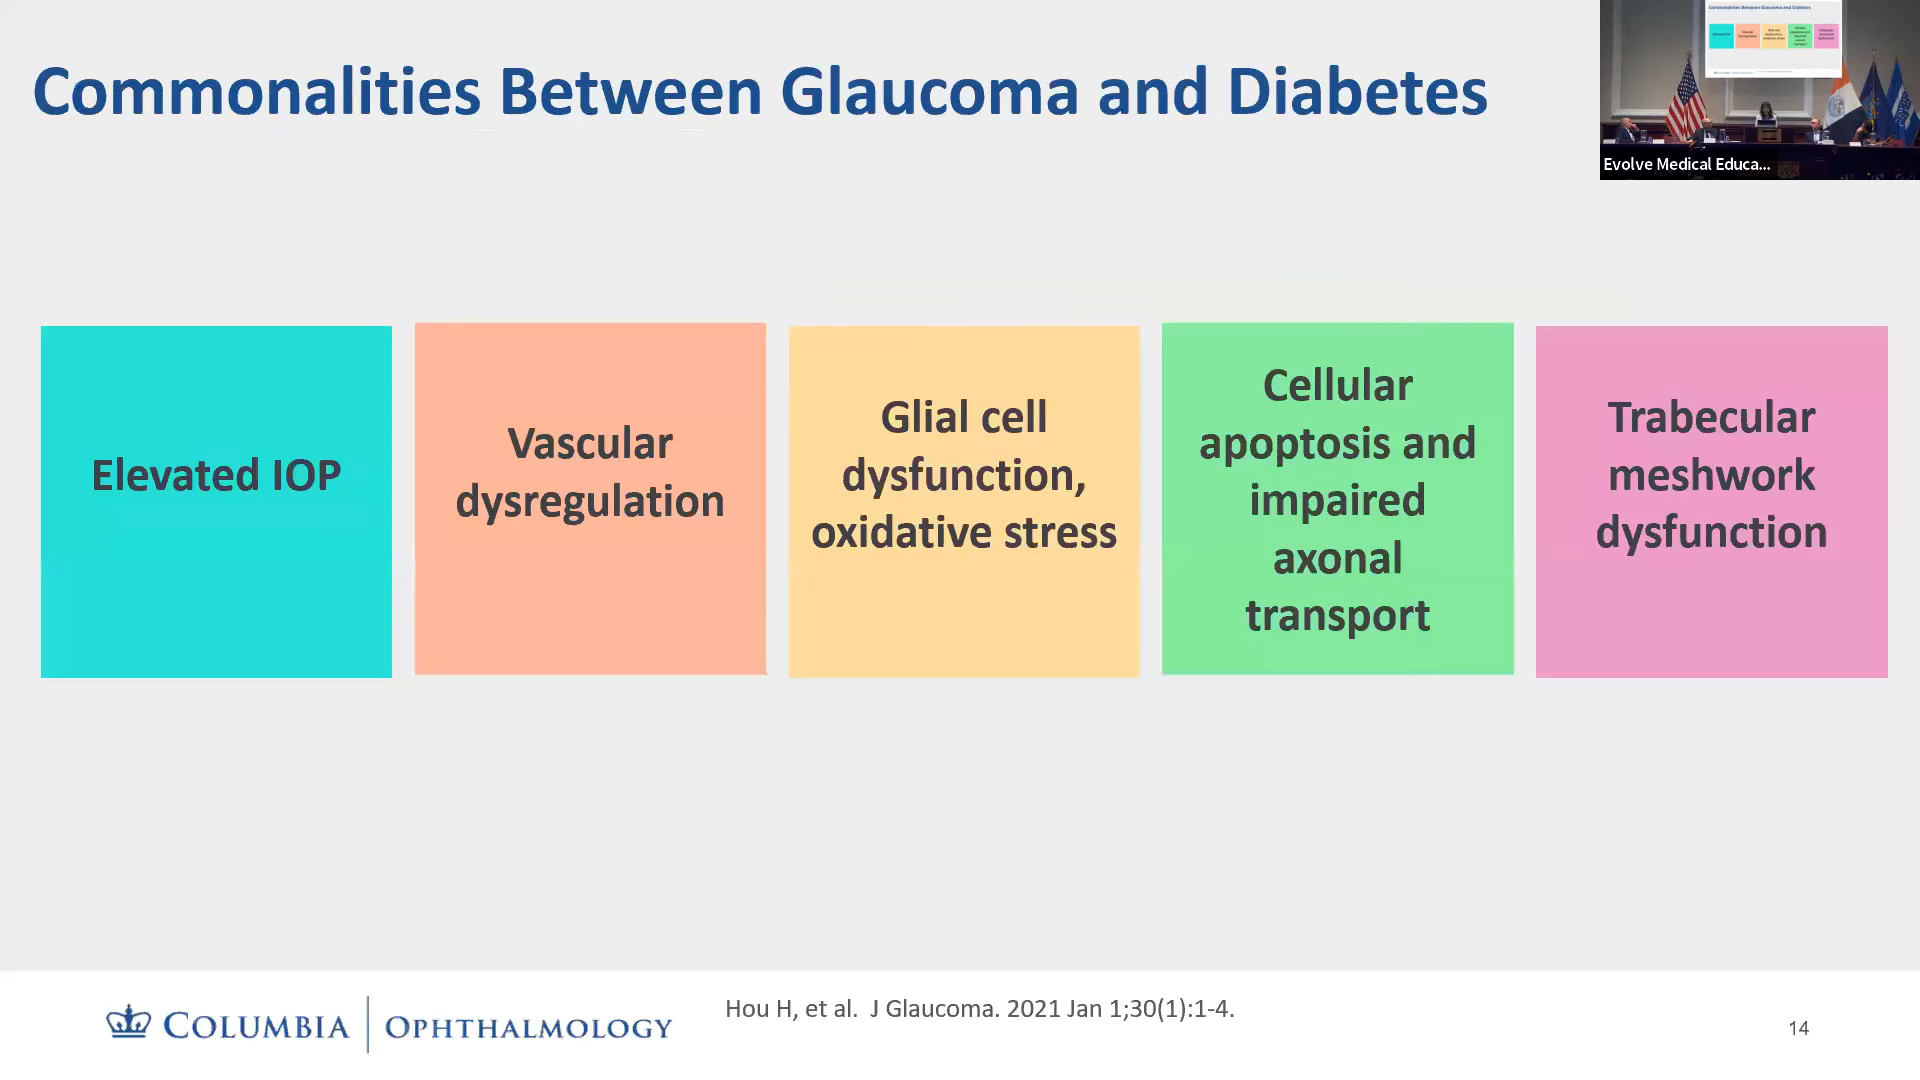 Commonalities Between Glaucoma and Diabetes
Evolve Medical Educa...
Elevated IOP
Vascular
dysregulation
Glial cell
dysfunction,
oxidative stress
Cellular
apoptosis and
impaired
axonal
transport
Trabecular
meshwork
dysfunction
COLUMBIA | OPHTHALMOLOGY
Hou H, et al. J Glaucoma. 2021 Jan 1;30(1):1-4.
14